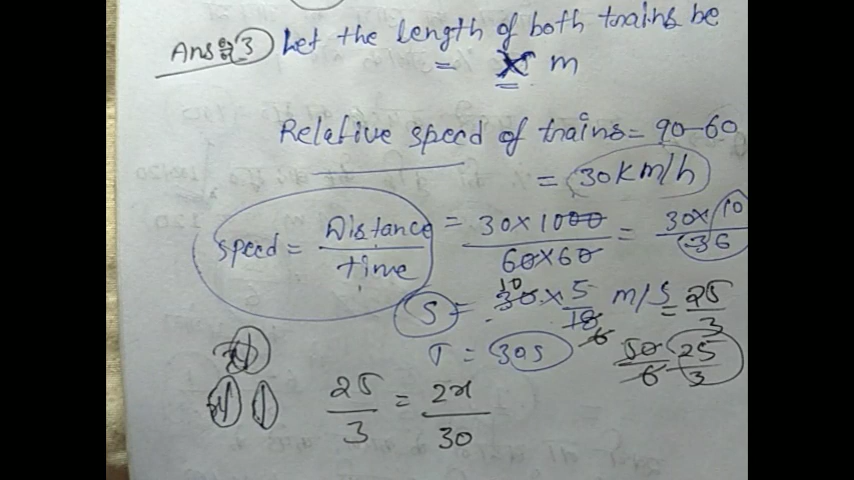 Ans 3) Let the length of both trains be
= x m
Relative speed of trains = 90-60
= 30 Km/h
Speed = Distance/time = 30×1000/60×60 = 30×10/36
S = 30×5/18 m/s = 25/3
10 6
T = 30s 50/6 25/3
25/3 = 2x/30